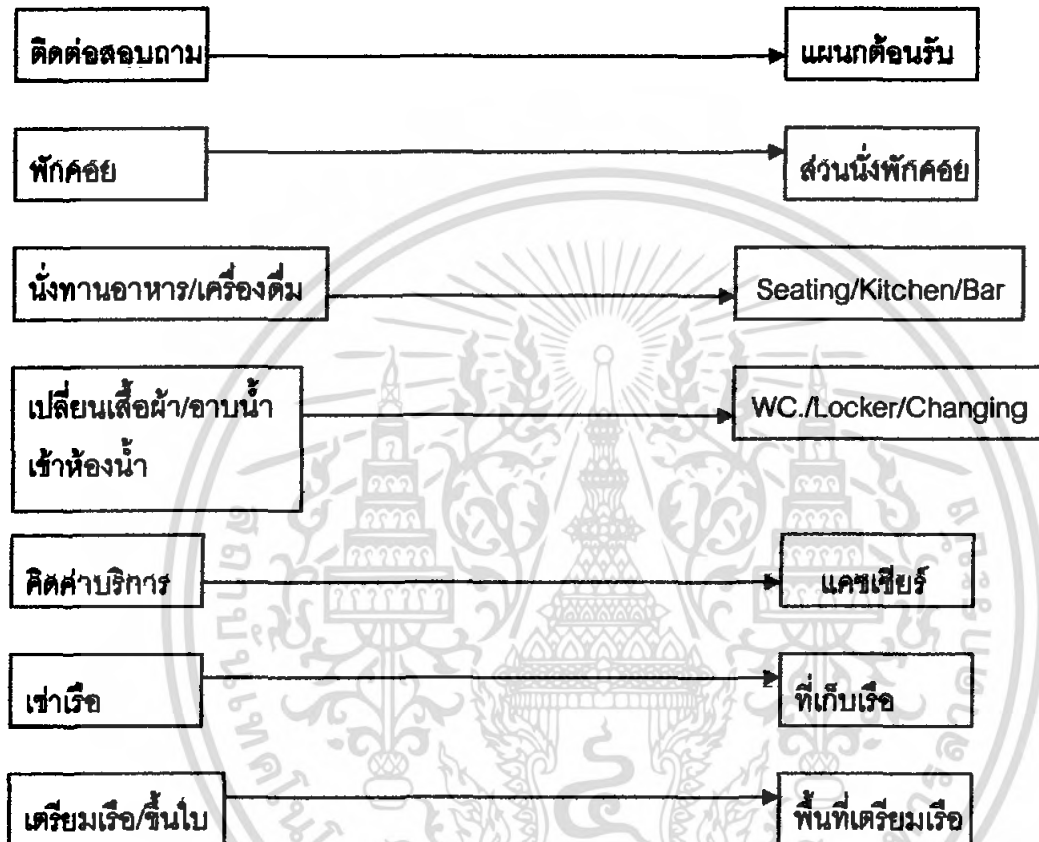 ติดต่อสอบถาม
แผนกต้อนรับ
พักคอย
ส่วนนั่งพักคอย
นั่งทานอาหาร/เครื่องดื่ม
Seating/Kitchen/Bar
เปลี่ยนเสื้อผ้า/อาบน้ำ
เข้าห้องน้ำ
WC./Locker/Changing
คิดค่าบริการ
แคชเชียร์
เช่าเรือ
ที่เก็บเรือ
เตรียมเรือ/ขึ้นใบ
พื้นที่เตรียมเรือ